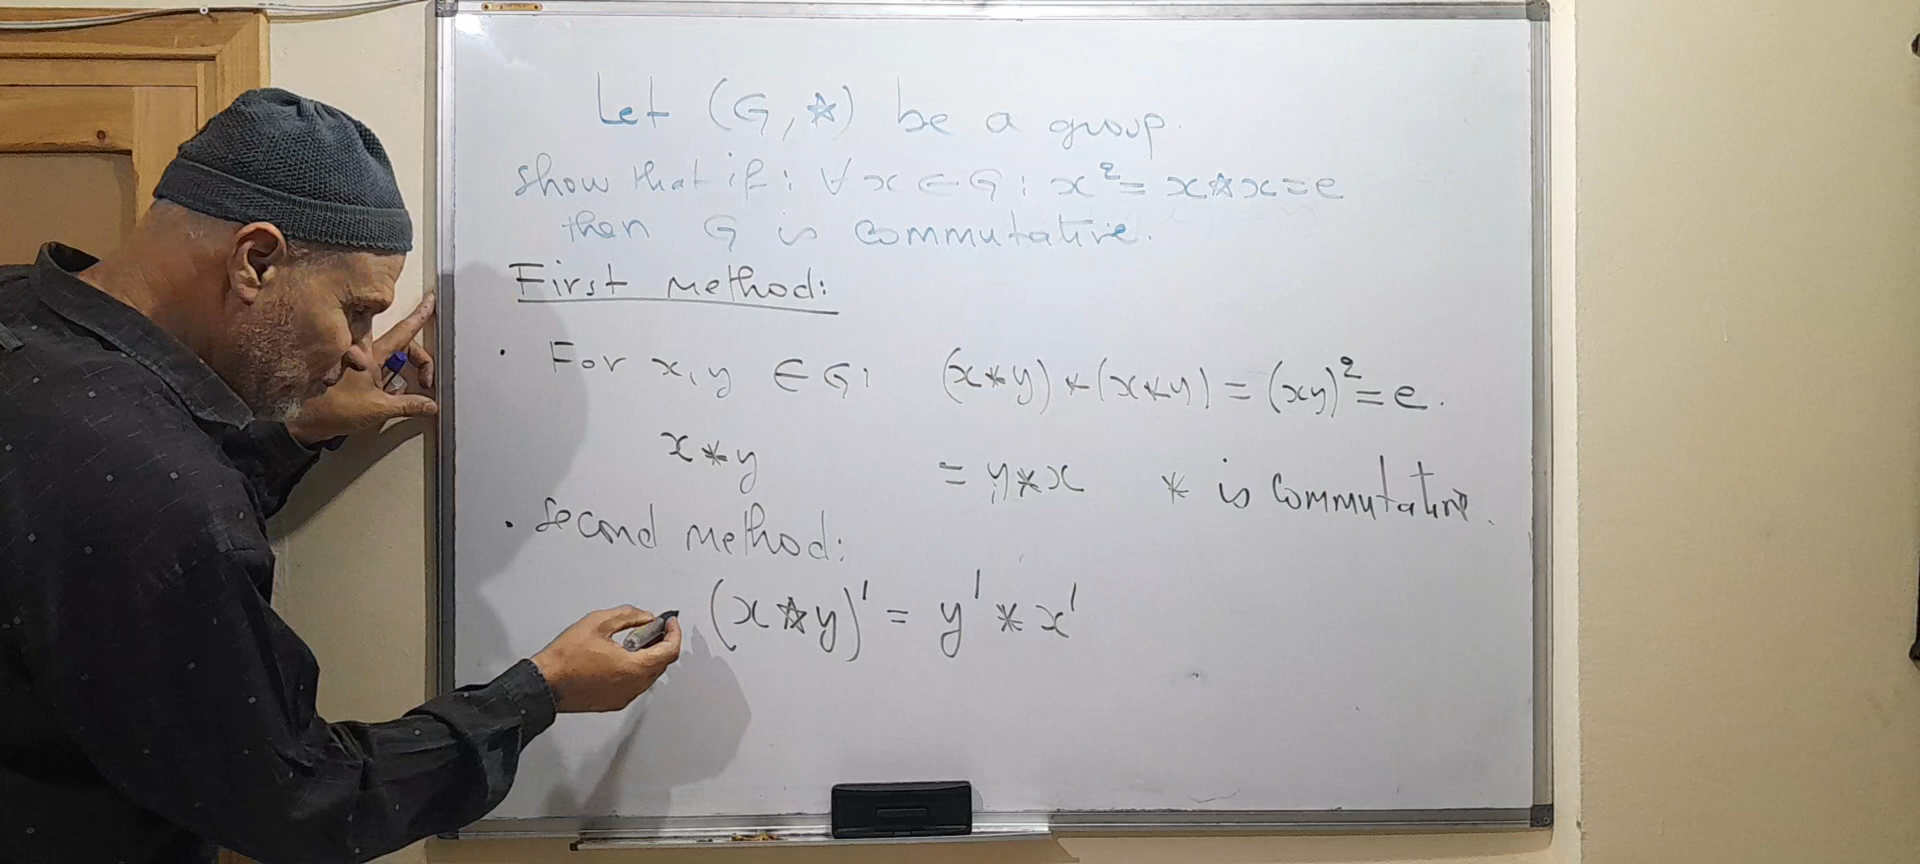 Let (G, ☆) be a group.
show that if: ∀x ∈ G: x² = x☆x = e
then G is commutative.
First method:
. For x, y ∈ G: (x*y)*(x*y) = (xy)² = e.
x*y = y*x * is commutative.
. Second method:
(x☆y)' = y' * x'